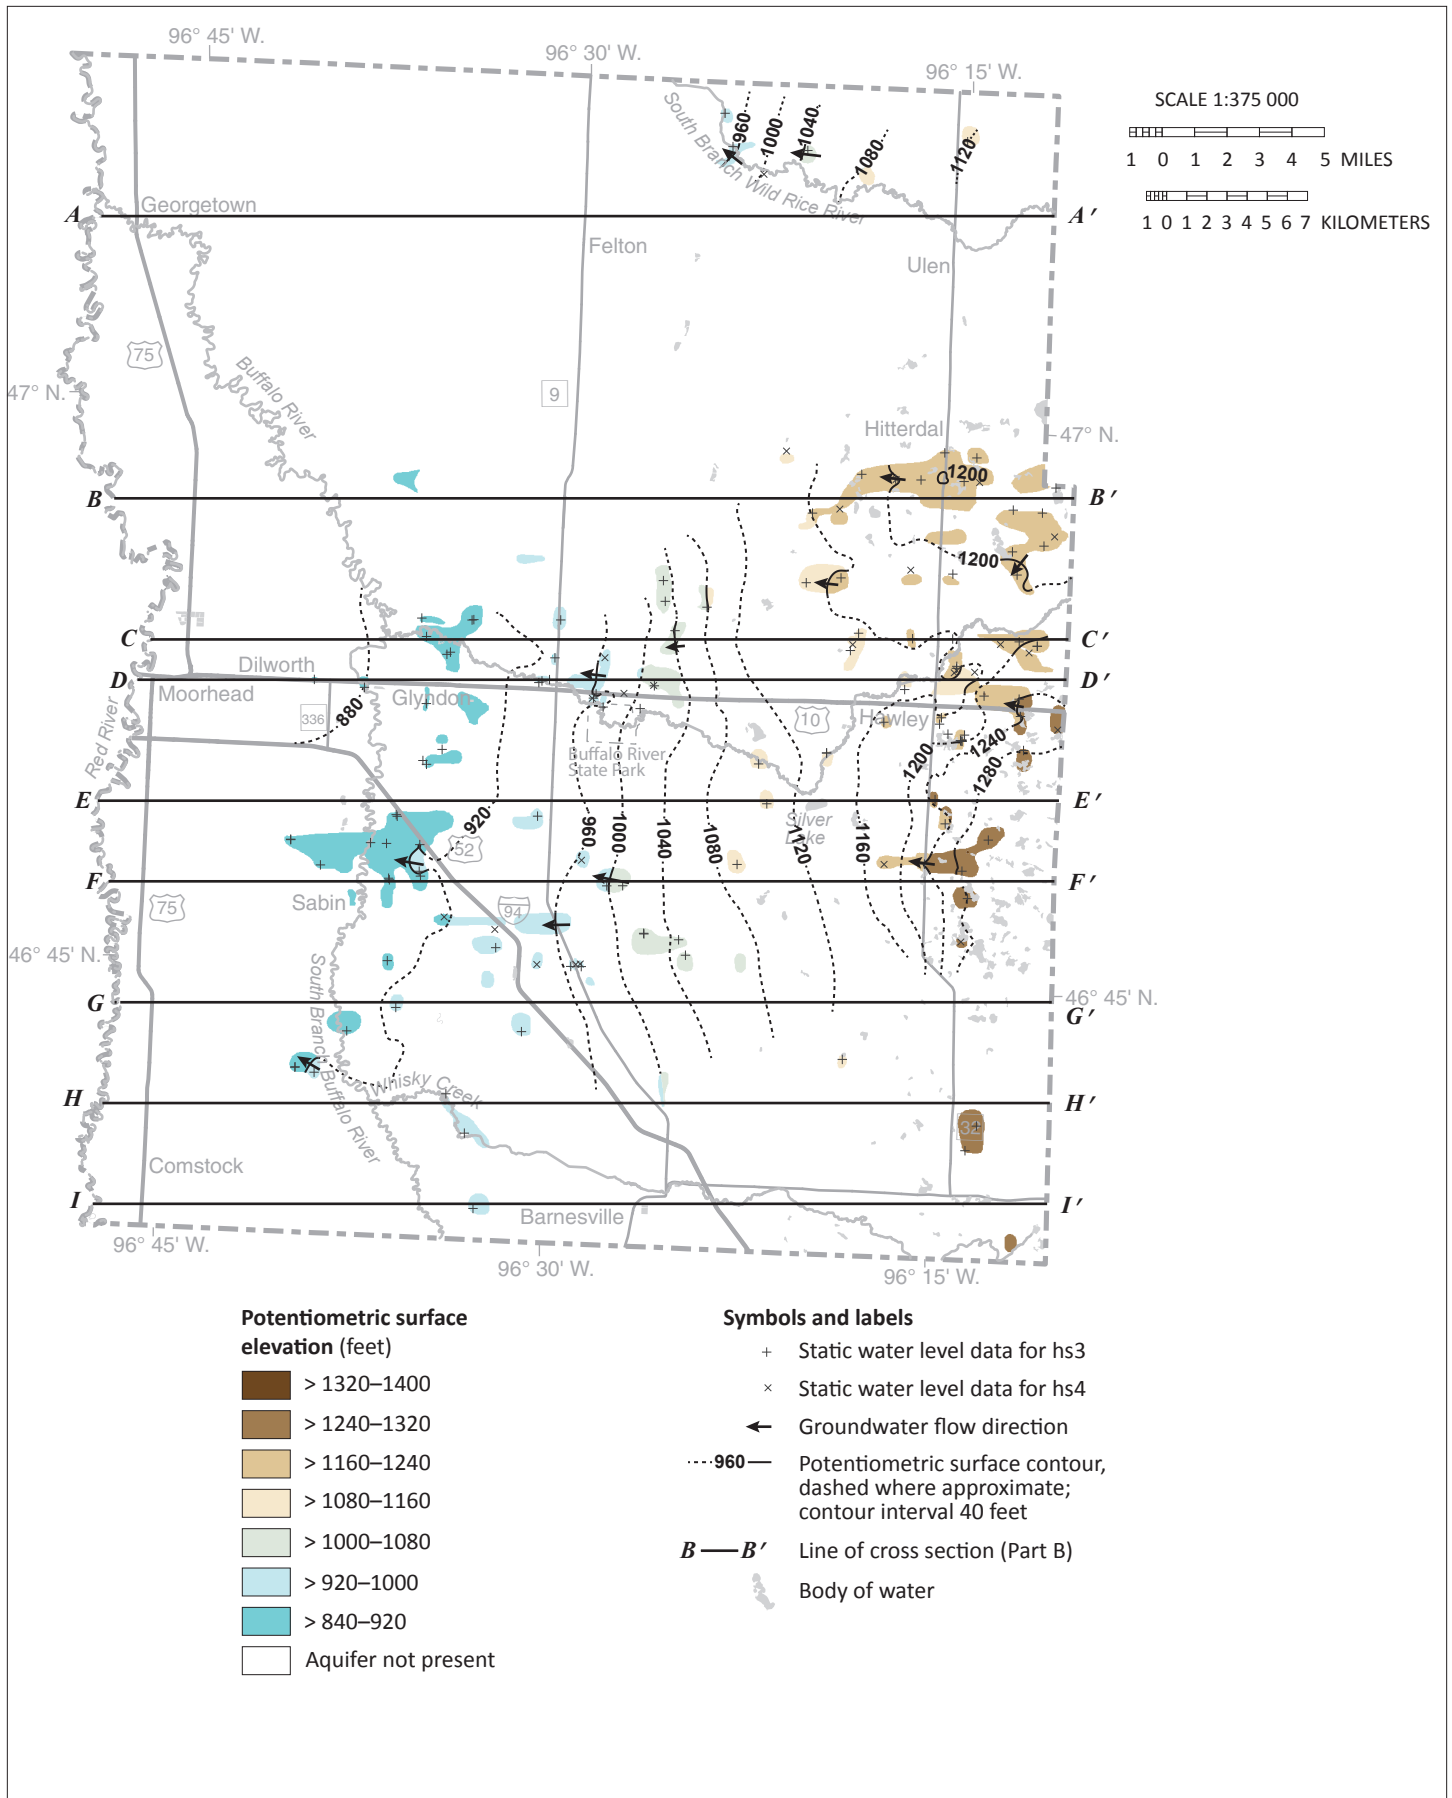 96° 45' W.
96° 30' W.
96° 15' W.
SCALE 1:375 000
1 0 1 2 3 4 5 MILES
1 0 1 2 3 4 5 6 7 KILOMETERS
South Branch Wild Rice River
960
1000
1040
1080
1120
A
Georgetown
A′
Felton
Ulen
75
Buffalo River
9
47° N.
Hitterdal
47° N.
1200
B
B′
1200
C
C′
Dilworth
D
D′
Moorhead
Glyndon
336
880
10
Hawley
Red River
Buffalo River
State Park
1200
1240
1280
E
E′
920
52
960
1000
1040
1080
1120
1160
Silver
Lake
F
F′
Sabin
75
94
46° 45' N.
South Branch Buffalo River
G
46° 45' N.
G′
Whisky Creek
H
H′
32
Comstock
I
I′
Barnesville
96° 45' W.
96° 30' W.
96° 15' W.
Potentiometric surface
elevation (feet)
> 1320–1400
> 1240–1320
> 1160–1240
> 1080–1160
> 1000–1080
> 920–1000
> 840–920
Aquifer not present
Symbols and labels
+ Static water level data for hs3
× Static water level data for hs4
Groundwater flow direction
960
Potentiometric surface contour,
dashed where approximate;
contour interval 40 feet
B B′ Line of cross section (Part B)
Body of water